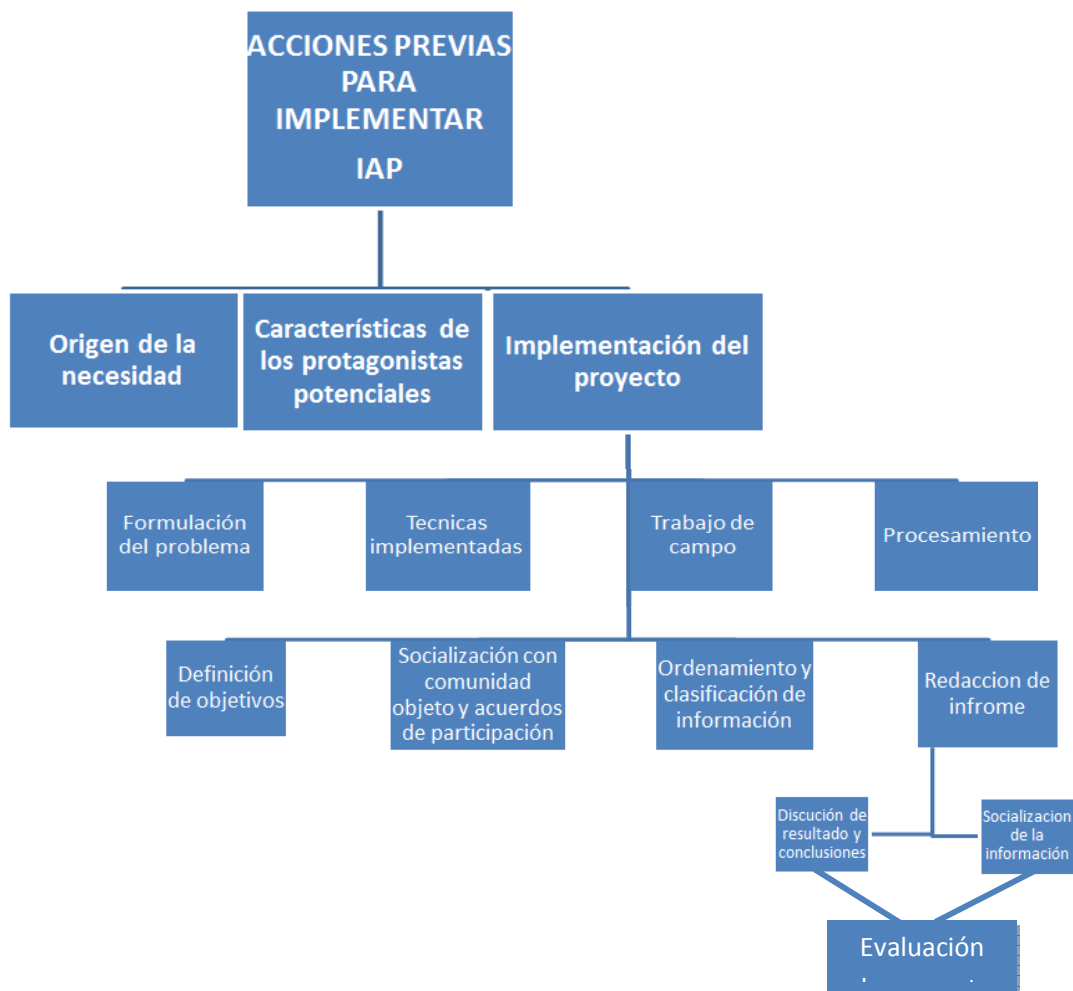 ACCIONES PREVIAS
PARA
IMPLEMENTAR
IAP
Origen de la
necesidad
Características de
los protagonistas
potenciales
Implementación del
proyecto
Formulación
del problema
Tecnicas
implementadas
Trabajo de
campo
Procesamiento
Definición
de objetivos
Socialización con
comunidad
objeto y acuerdos
de participación
Ordenamiento y
clasificación de
información
Redaccion de
infrome
Discución de
resultado y
conclusiones
Socializacion
de la
información
Evaluación